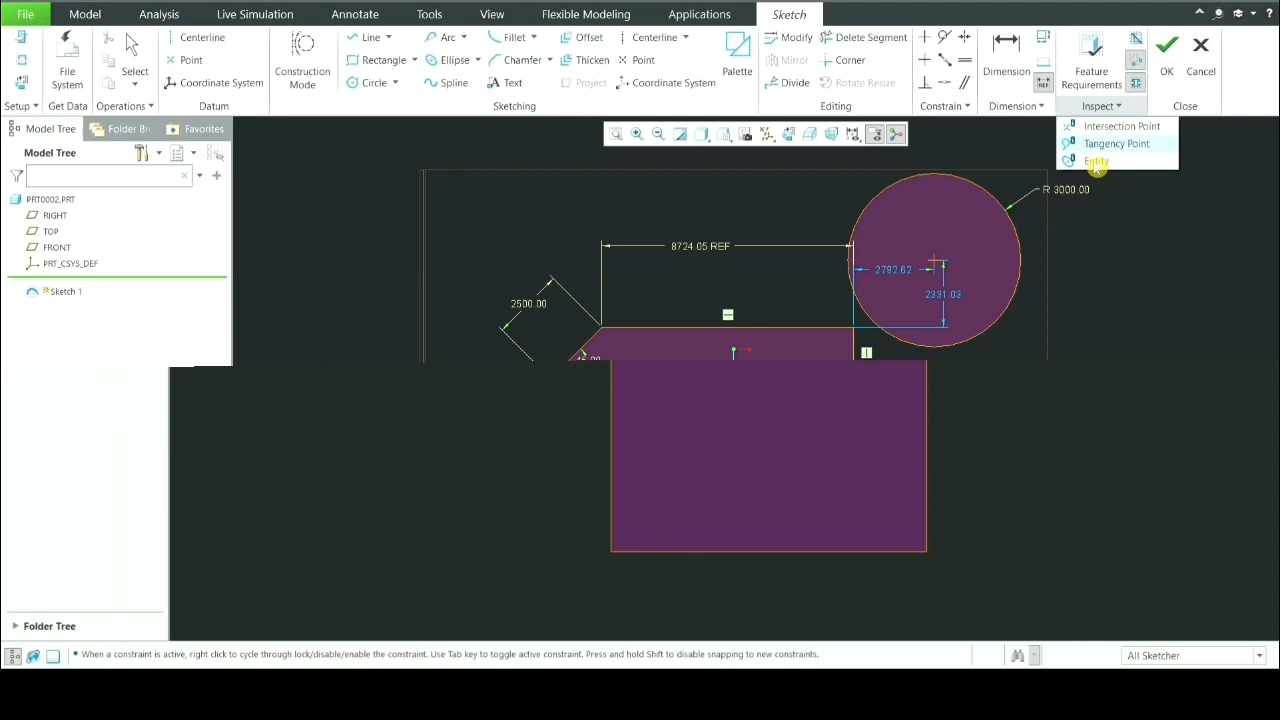 File Model Analysis Live Simulation Annotate Tools View Flexible Modeling Applications Sketch
Centerline Line Arc Fillet Offset Centerline Modify Delete Segment
Point Rectangle Ellipse Chamfer Thicken Point Mirror Corner
Coordinate System Circle Spline Text Project Coordinate System Divide Rotate Resize
File System Select Construction Mode Palette Dimension REF Feature Requirements OK Cancel
Setup Get Data Operations Datum Sketching Editing Constrain Dimension Inspect Close
Model Tree Folder Br Favorites
Intersection Point
Tangency Point
Entity
Model Tree
PRT0002.PRT
RIGHT
TOP
FRONT
PRT_CSYS_DEF
Sketch 1
R 3000.00
8724.05 REF
2792.62
2331.03
2500.00
Folder Tree
When a constraint is active, right click to cycle through lock/disable/enable the constraint. Use Tab key to toggle active constraint. Press and hold Shift to disable snapping to new constraints.
All Sketcher